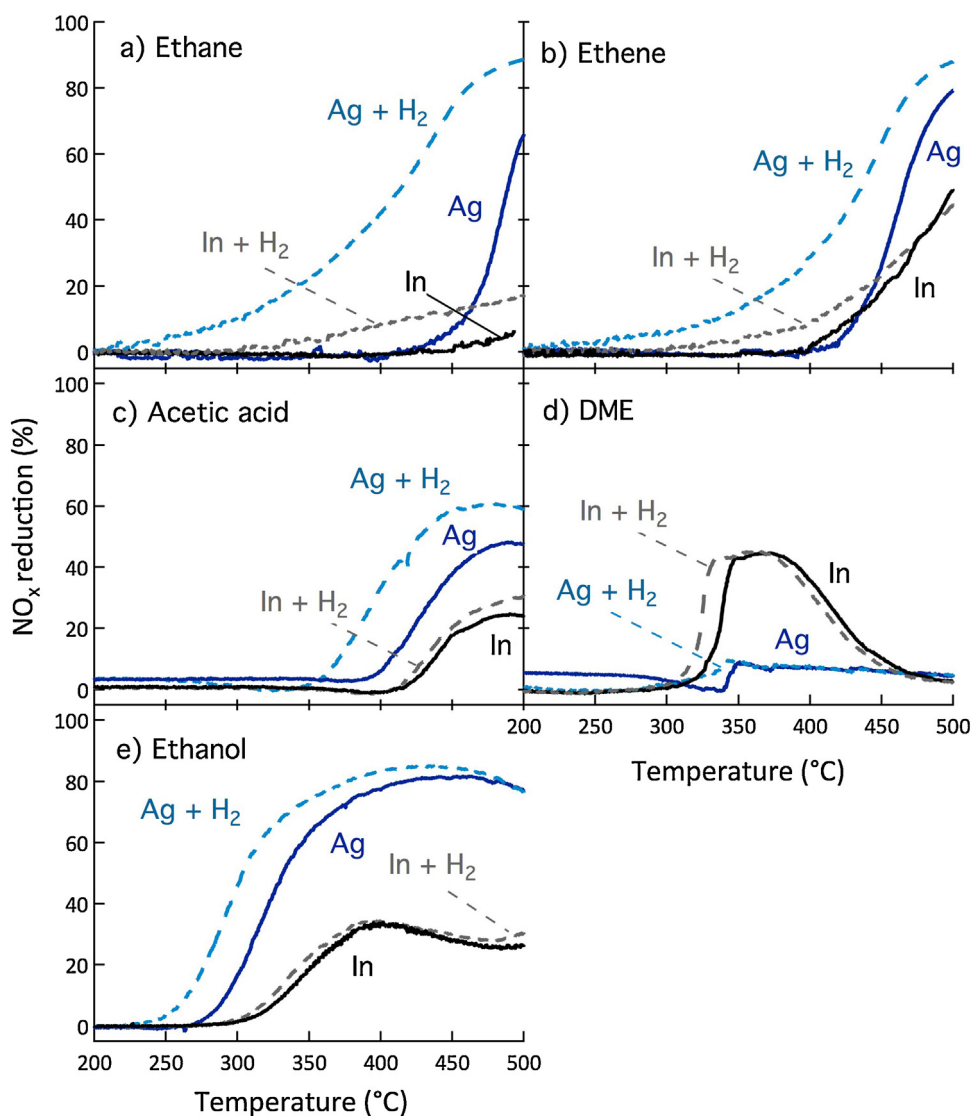 a) Ethane
100
80
60
40
20
0
Ag + H2
Ag
In + H2
In
b) Ethene
Ag + H2
Ag
In + H2
In
c) Acetic acid
100
80
60
40
20
0
Ag + H2
Ag
In + H2
In
d) DME
In + H2
In
Ag + H2
Ag
200 250 300 350 400 450 500
Temperature (°C)
NOx reduction (%)
e) Ethanol
100
80
60
40
20
0
Ag + H2
Ag
In + H2
In
200 250 300 350 400 450 500
Temperature (°C)